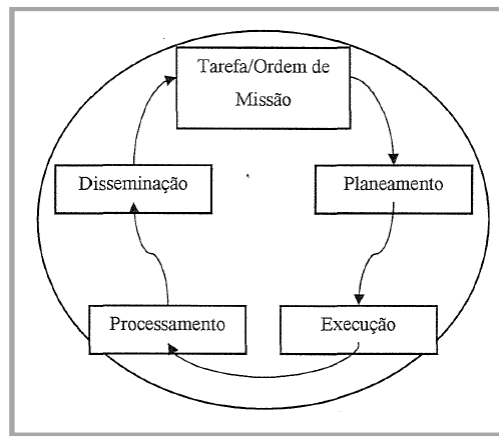 Tarefa/Ordem de
Missão
Disseminação
Planeamento
Processamento
Execução